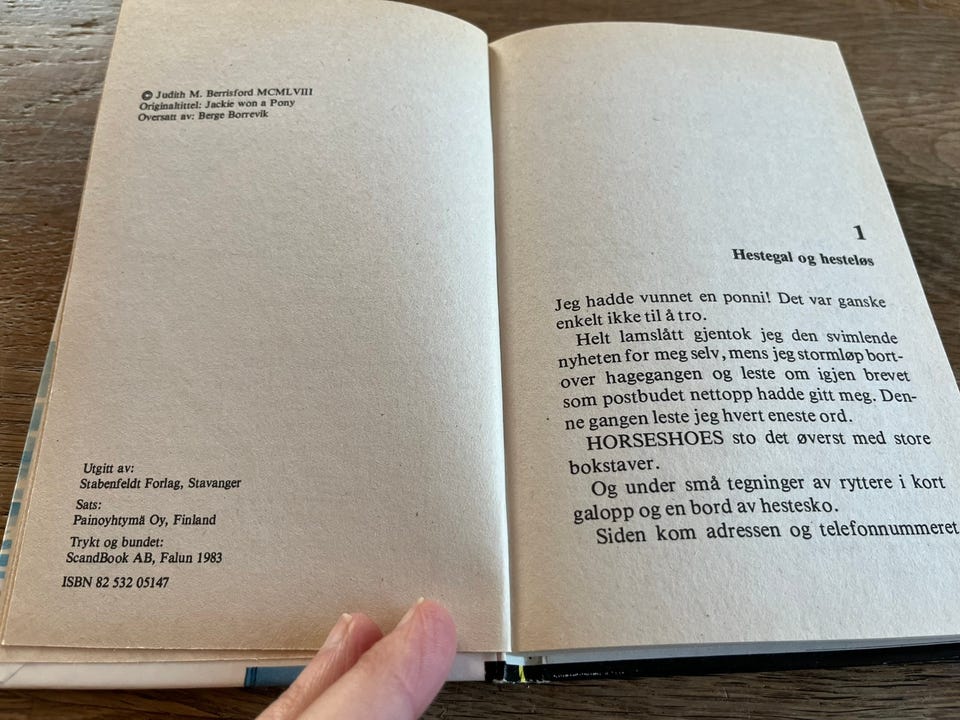 © Judith M. Berrisford MCMLVIII
Originaltittel: Jackie won a Pony
Oversatt av: Berge Borrevik
Utgitt av:
Stabenfeldt Forlag, Stavanger
Sats:
Painoyhtymä Oy, Finland
Trykt og bundet:
ScandBook AB, Falun 1983
ISBN 82 532 05147
1
Hestegal og hesteløs
Jeg hadde vunnet en ponni! Det var ganske
enkelt ikke til å tro.
Helt lamslått gjentok jeg den svimlende
nyheten for meg selv, mens jeg stormløp bort-
over hagegangen og leste om igjen brevet
som postbudet nettopp hadde gitt meg. Den-
ne gangen leste jeg hvert eneste ord.
HORSESHOES sto det øverst med store
bokstaver.
Og under små tegninger av ryttere i kort
galopp og en bord av hestesko.
Siden kom adressen og telefonnummeret